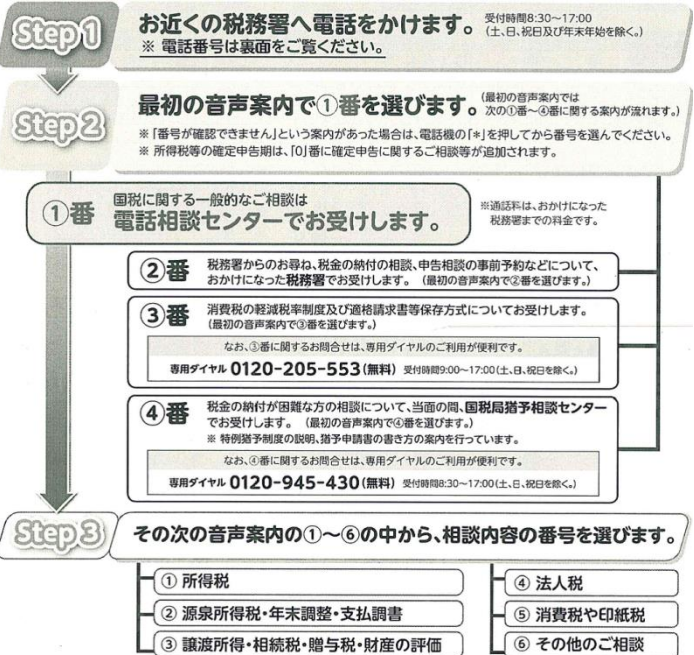 Step1
お近くの税務署へ電話をかけます。
受付時間8:30~17:00
(土、日、祝日及び年末年始を除く。)
※ 電話番号は裏面をご覧ください。
Step2
最初の音声案内で①番を選びます。
(最初の音声案内では
次の①番~④番に関する案内が流れます。)
※「番号が確認できません」という案内があった場合は、電話機の「*」を押してから番号を選んでください。
※ 所得税等の確定申告期は、「0」番に確定申告に関するご相談等が追加されます。
①番
国税に関する一般的なご相談は
電話相談センターでお受けします。
※通話料は、おかけになった
税務署までの料金です。
②番
税務署からのお尋ね、税金の納付の相談、申告相談の事前予約などについて、
おかけになった税務署でお受けします。 (最初の音声案内で②番を選びます。)
③番
消費税の軽減税率制度及び適格請求書等保存方式についてお受けします。
(最初の音声案内で③番を選びます。)
なお、③番に関するお問合せは、専用ダイヤルのご利用が便利です。
専用ダイヤル 0120-205-553(無料) 受付時間9:00~17:00(土、日、祝日を除く。)
④番
税金の納付が困難な方の相談について、当面の間、国税局猶予相談センター
でお受けします。 (最初の音声案内で④番を選びます。)
※ 特例猶予制度の説明、猶予申請書の書き方の案内を行っています。
なお、④番に関するお問合せは、専用ダイヤルのご利用が便利です。
専用ダイヤル 0120-945-430(無料) 受付時間8:30~17:00(土、日、祝日を除く。)
Step3
その次の音声案内の①~⑥の中から、相談内容の番号を選びます。
① 所得税
② 源泉所得税・年末調整・支払調書
③ 譲渡所得・相続税・贈与税・財産の評価
④ 法人税
⑤ 消費税や印紙税
⑥ その他のご相談